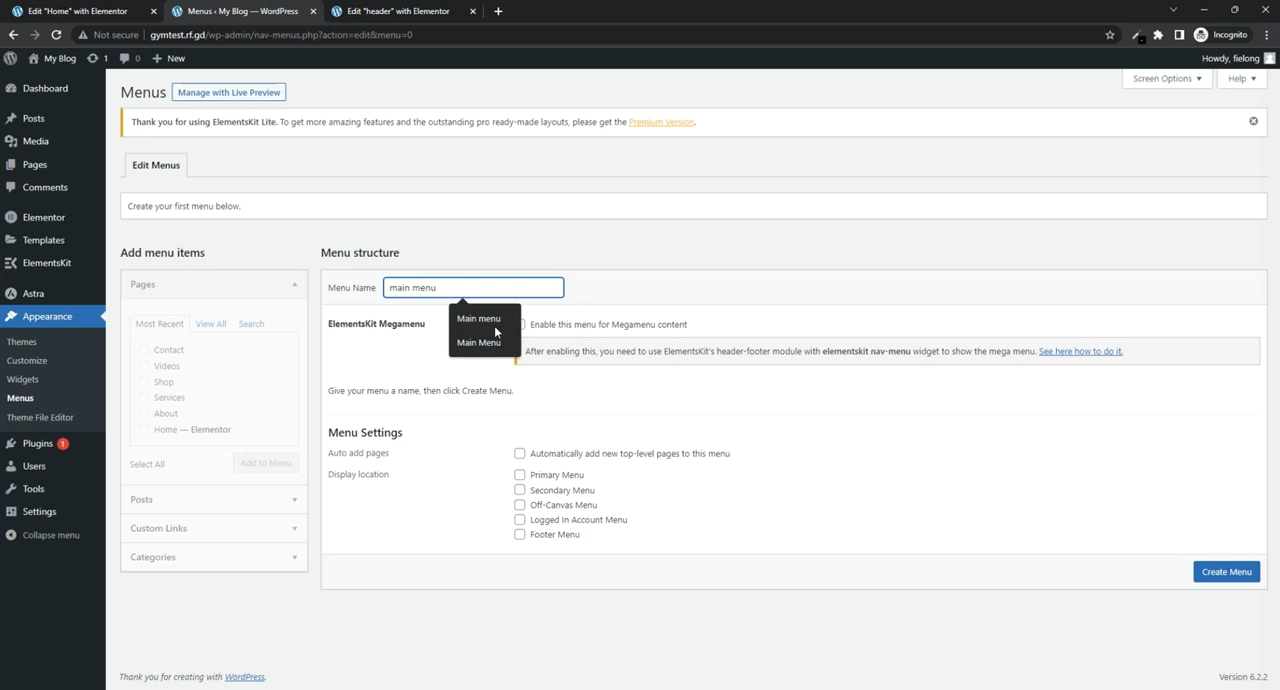 Edit "Home" with Elementor
Menus ‹ My Blog — WordPress
Edit "header" with Elementor
Not secure
gymtest.rf.gd/wp-admin/nav-menus.php?action=edit&menu=0
Incognito
My Blog
1
0
New
Howdy, fielong
Dashboard
Posts
Media
Pages
Comments
Elementor
Templates
ElementsKit
Astra
Appearance
Themes
Customize
Widgets
Menus
Theme File Editor
Plugins 1
Users
Tools
Settings
Collapse menu
Screen Options
Help
Menus
Manage with Live Preview
Thank you for using ElementsKit Lite. To get more amazing features and the outstanding pro ready-made layouts, please get the Premium Version.
Edit Menus
Create your first menu below.
Add menu items
Pages
Most Recent
View All
Search
Contact
Videos
Shop
Services
About
Home — Elementor
Select All
Add to Menu
Posts
Custom Links
Categories
Menu structure
Menu Name
main menu
Main menu
Main Menu
ElementsKit Megamenu
Enable this menu for Megamenu content
After enabling this, you need to use ElementsKit's header-footer module with elementskit nav-menu widget to show the mega menu. See here how to do it.
Give your menu a name, then click Create Menu.
Menu Settings
Auto add pages
Automatically add new top-level pages to this menu
Display location
Primary Menu
Secondary Menu
Off-Canvas Menu
Logged In Account Menu
Footer Menu
Create Menu
Thank you for creating with WordPress.
Version 6.2.2